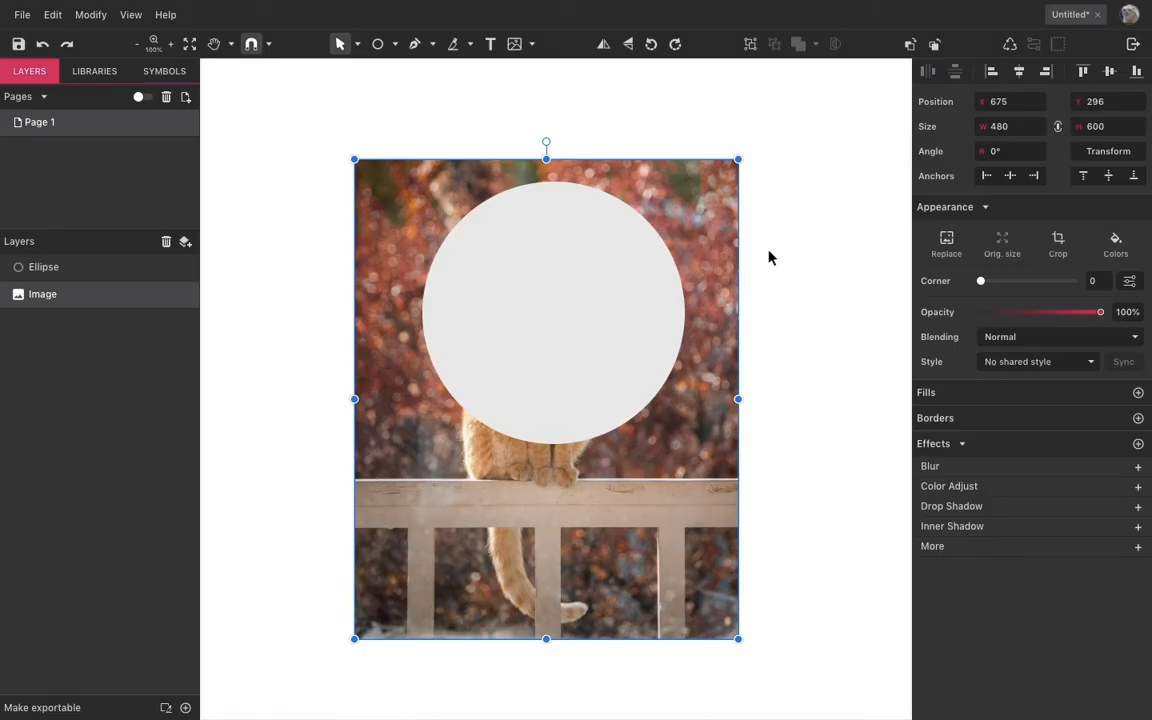 File Edit Modify View Help Untitled*
- 100% +
LAYERS LIBRARIES SYMBOLS
Pages
Page 1
Layers
Ellipse
Image
Make exportable
Position X 675 Y 296
Size W 480 H 600
Angle R 0° Transform
Anchors
Appearance
Replace Orig. size Crop Colors
Corner 0
Opacity 100%
Blending Normal
Style No shared style Sync
Fills
Borders
Effects
Blur +
Color Adjust +
Drop Shadow +
Inner Shadow +
More +